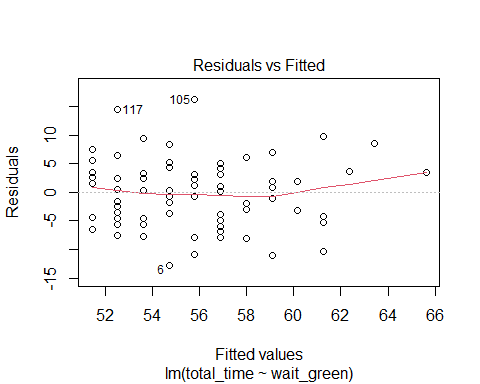 Residuals vs Fitted
Residuals
10
5
0
-5
-15
117
105
6
52 54 56 58 60 62 64 66
Fitted values
lm(total_time ~ wait_green)